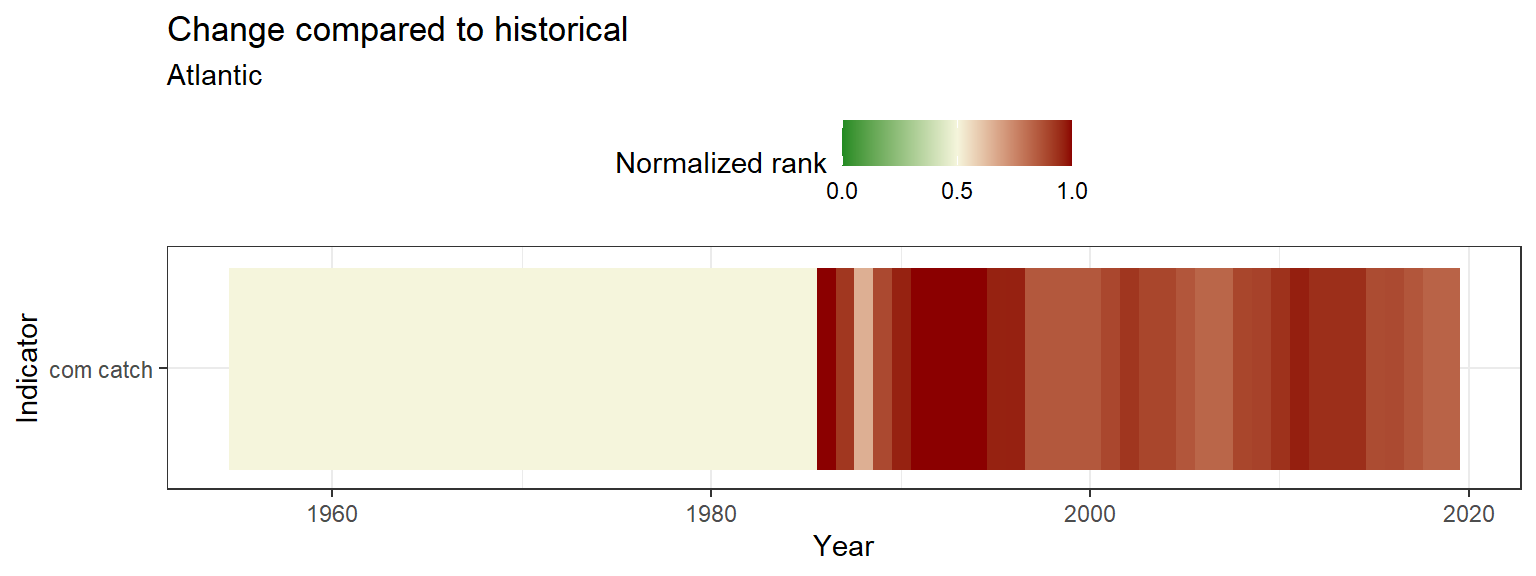 Change compared to historical
Atlantic
Normalized rank
0.0 0.5 1.0
Indicator
com catch
1960 1980 2000 2020
Year